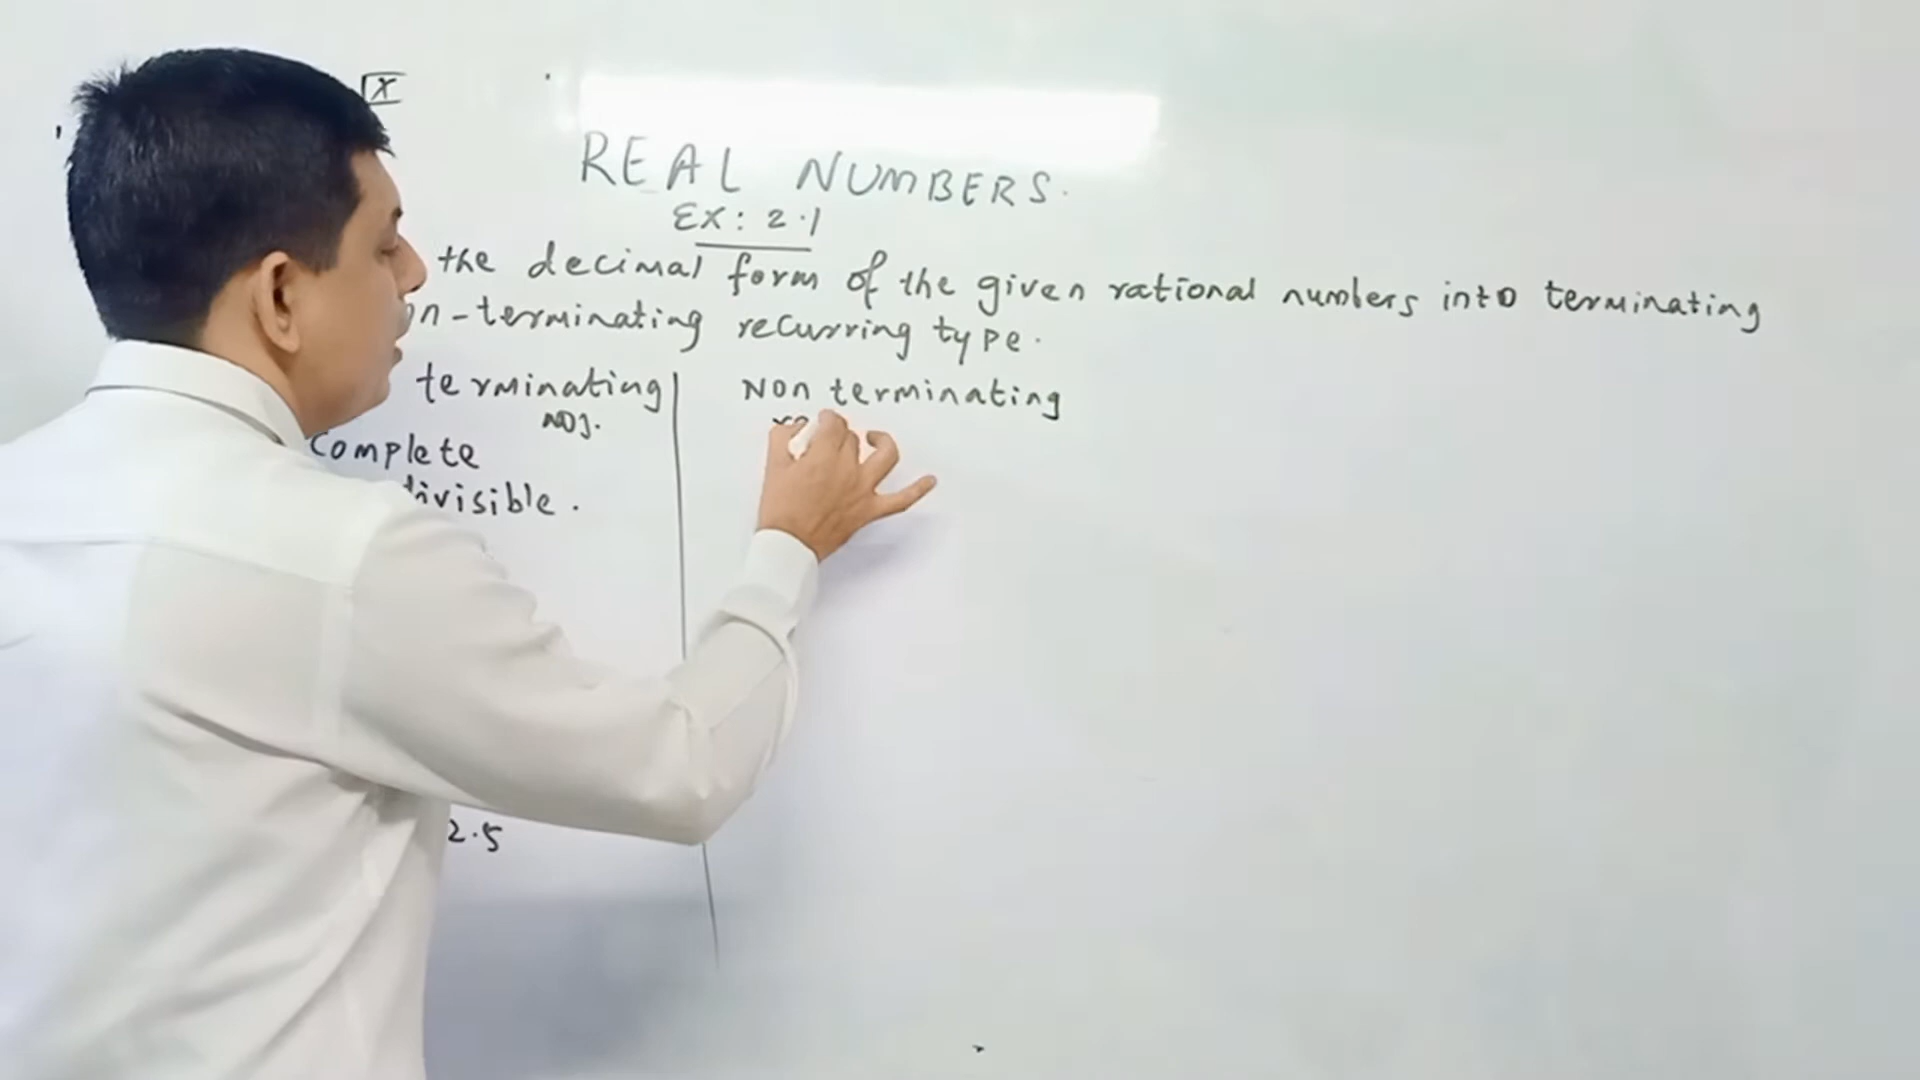 X
REAL NUMBERS.
EX: 2.1
the decimal form of the given rational numbers into terminating
on-terminating recurring type.
terminating
Non terminating
NOS.
Complete
divisible.
2.5